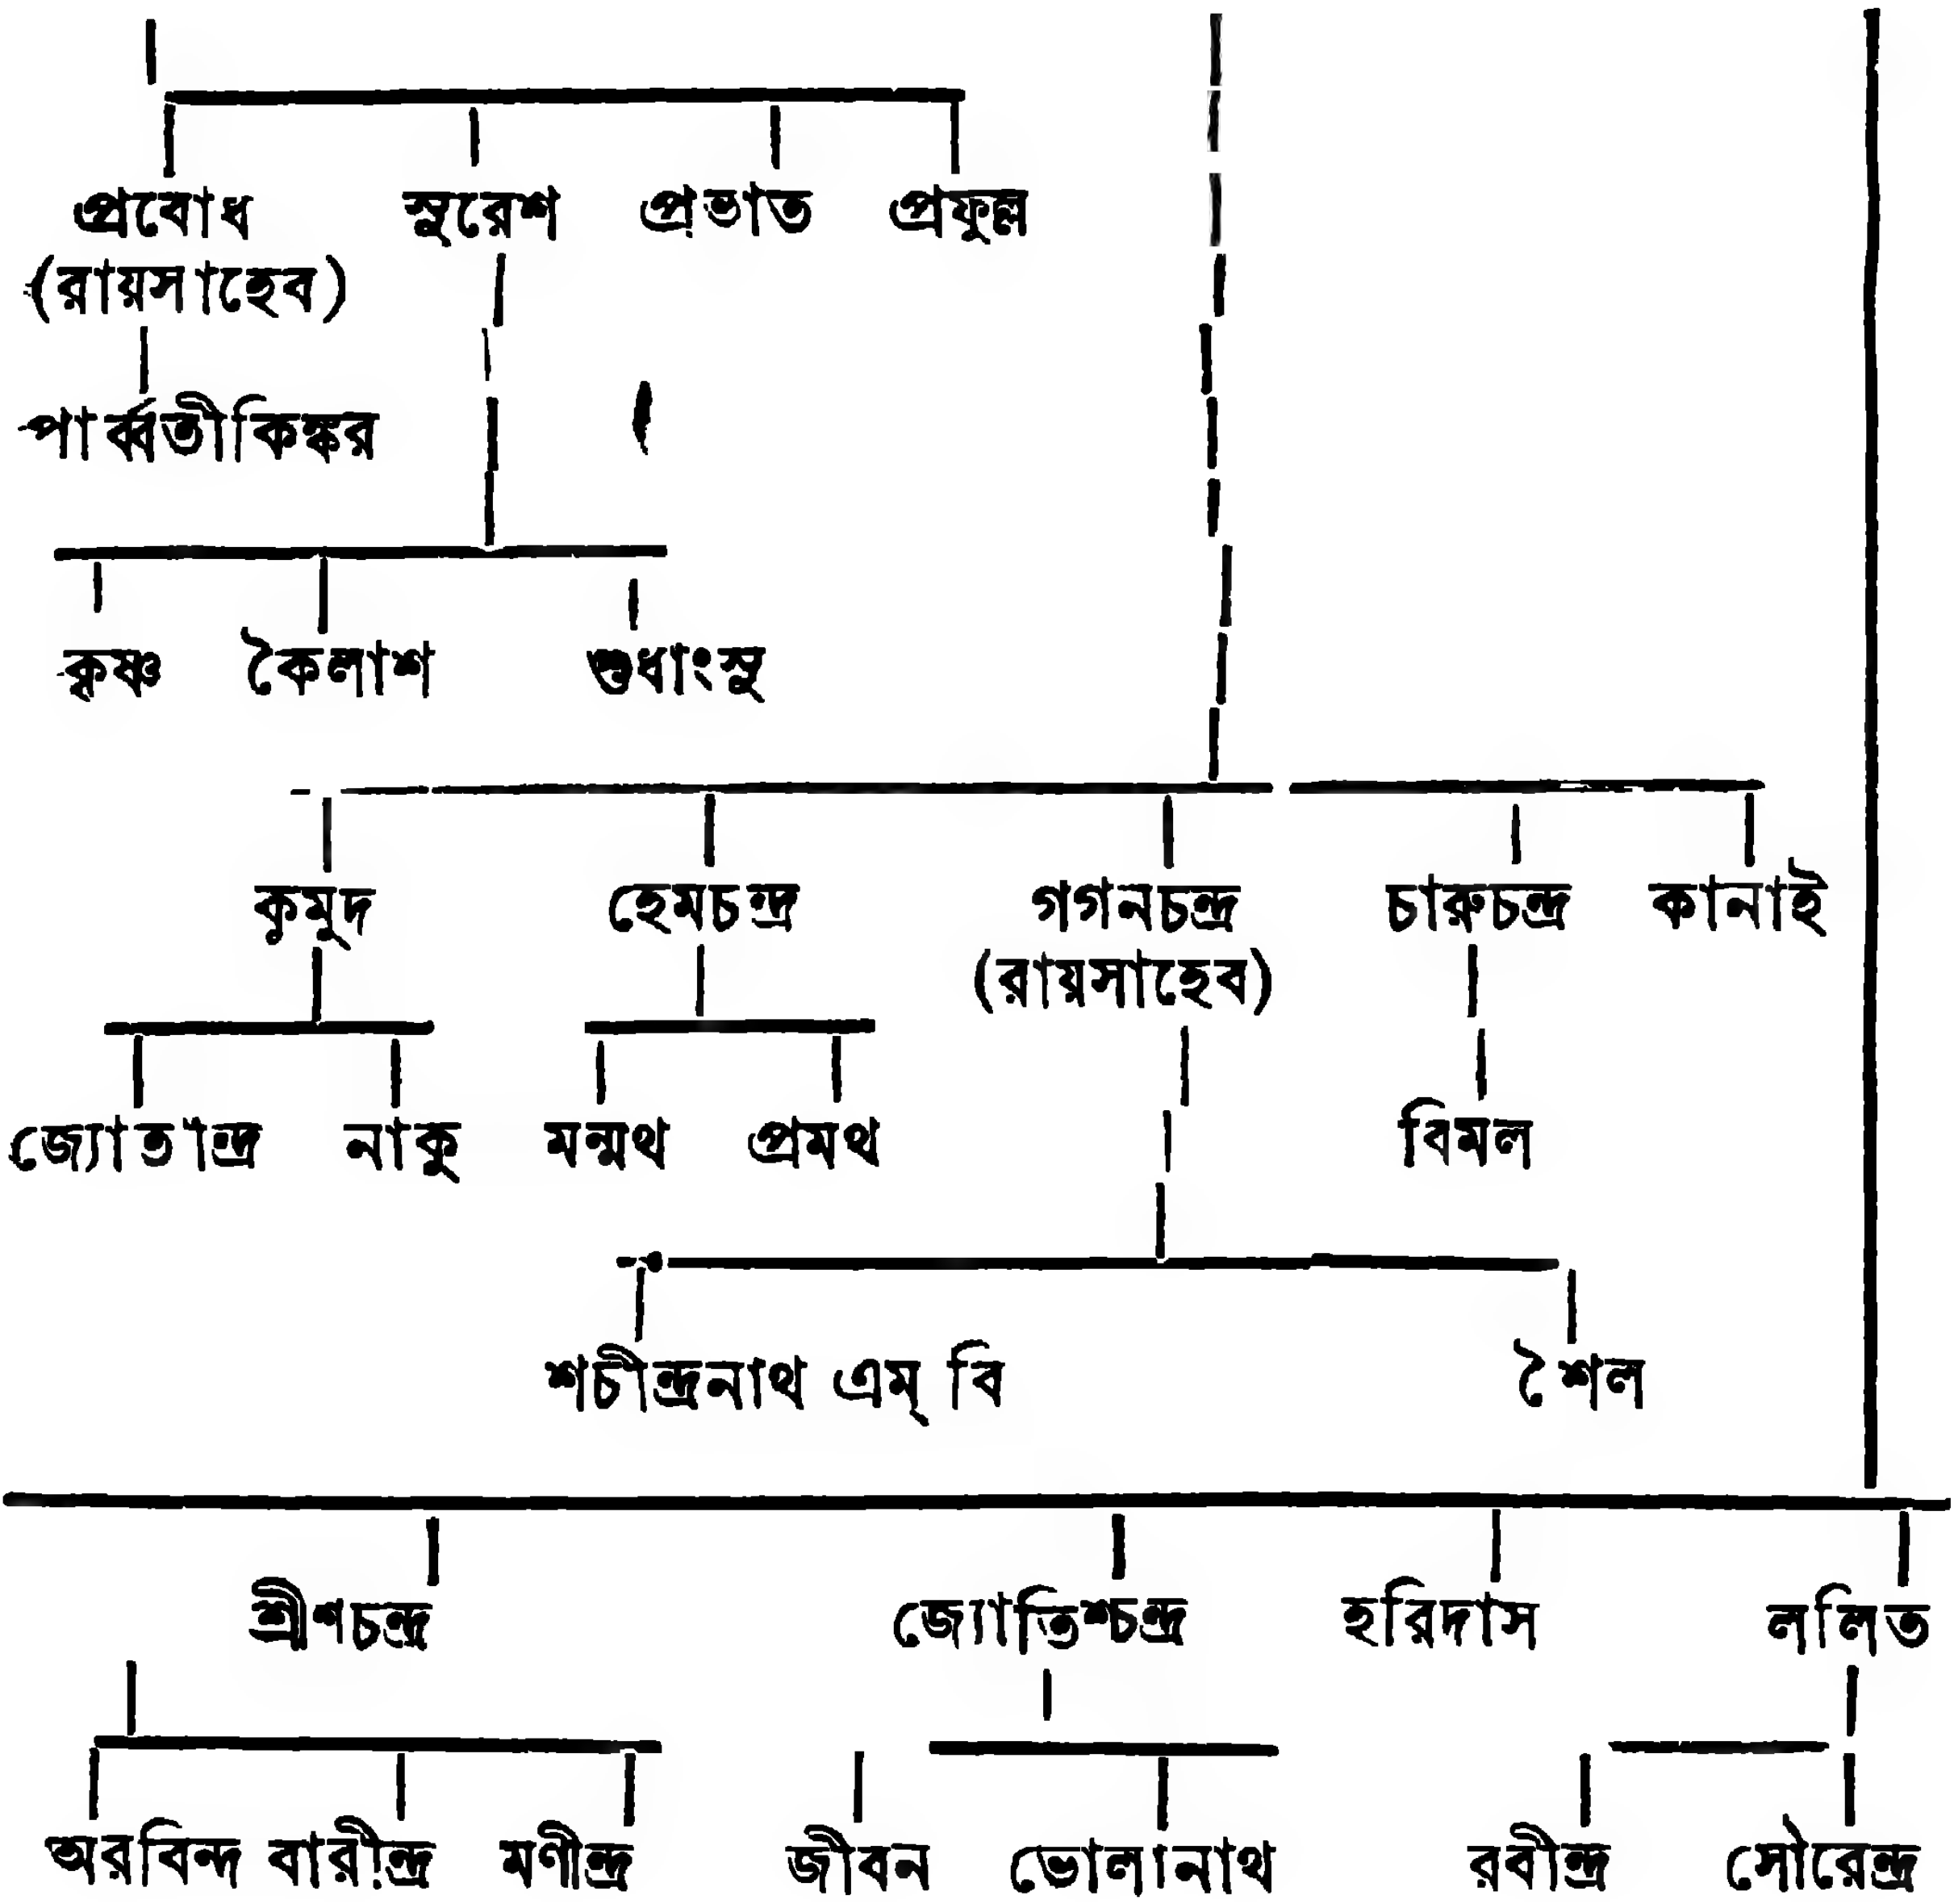 প্রবোধ সুরেশ প্রভাত প্রফুল্ল
(রায়সাহেব)
পার্ব্বতীকিঙ্কর
কৃষ্ণ কৈলাশ শুধাংসু
কুমুদ হেমচন্দ্র গগনচন্দ্র চারুচন্দ্র কানাই
(রায়সাহেব)
নাকু মন্মথ প্রমথ বিমল
শচীন্দ্রনাথ এম্ বি শৈল
শ্রীশচন্দ্র জ্যোতিশ্চন্দ্র হরিদাস ললিত
অরবিন্দ বারীন্দ্র মণীন্দ্র জীবন ভোলানাথ রবীন্দ্র সৌরেন্দ্র